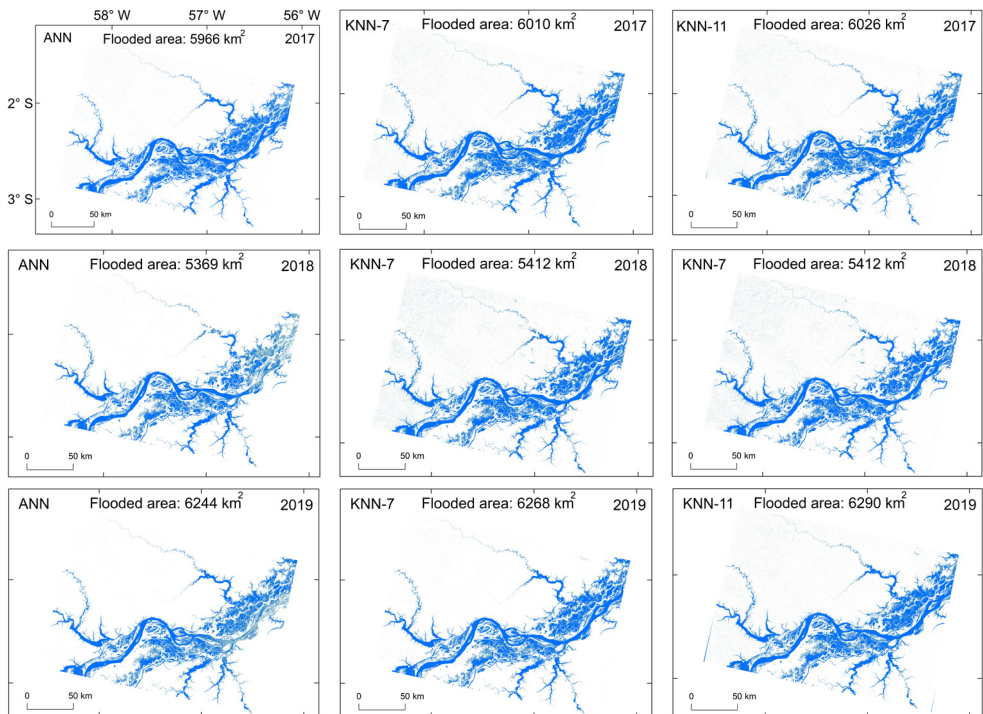 58° W 57° W 56° W
ANN Flooded area: 5966 km² 2017
2° S
3° S
0 50 km
KNN-7 Flooded area: 6010 km² 2017
0 50 km
KNN-11 Flooded area: 6026 km² 2017
0 50 km
ANN Flooded area: 5369 km² 2018
0 50 km
KNN-7 Flooded area: 5412 km² 2018
0 50 km
KNN-7 Flooded area: 5412 km² 2018
0 50 km
ANN Flooded area: 6244 km² 2019
0 50 km
KNN-7 Flooded area: 6268 km² 2019
0 50 km
KNN-11 Flooded area: 6290 km² 2019
0 50 km